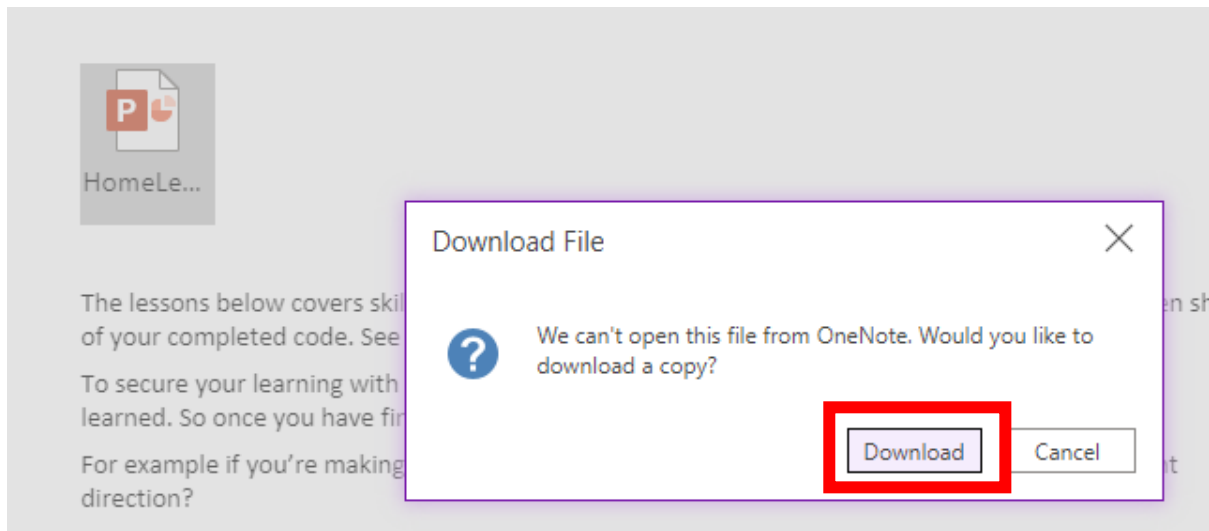 P
HomeLe...
Download File
The lessons below covers skil
en sh
of your completed code. See
We can't open this file from OneNote. Would you like to
download a copy?
To secure your learning with
learned. So once you have fir
Download
Cancel
For example if you're making
nt
direction?